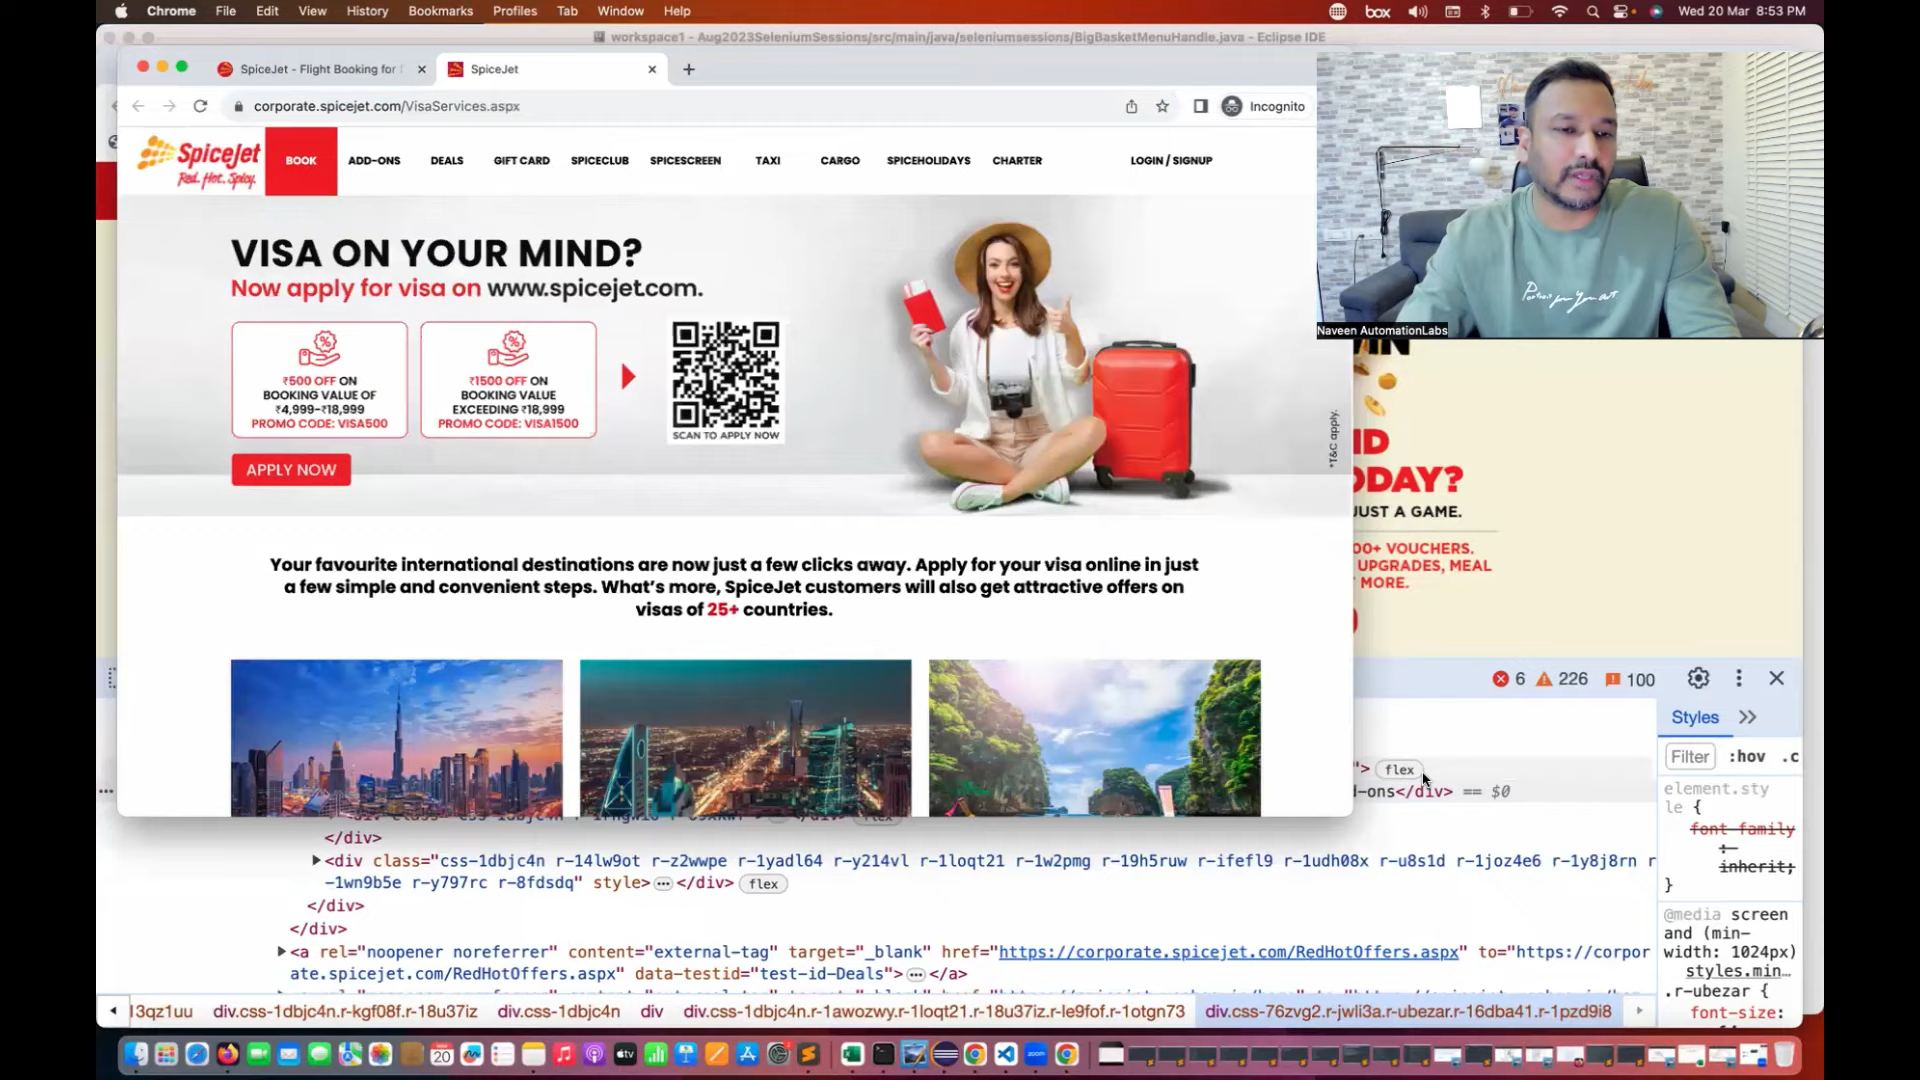 Chrome File Edit View History Bookmarks Profiles Tab Window Help box Wed 20 Mar 8:53 PM
workspace1 - Aug2023SeleniumSessions/src/main/java/seleniumsessions/BigBasketMenuHandle.java - Eclipse IDE
SpiceJet - Flight Booking for SpiceJet
corporate.spicejet.com/VisaServices.aspx Incognito
SpiceJet
Red. Hot. Spicy.
BOOK ADD-ONS DEALS GIFT CARD SPICECLUB SPICESCREEN TAXI CARGO SPICEHOLIDAYS CHARTER LOGIN / SIGNUP
VISA ON YOUR MIND?
Now apply for visa on www.spicejet.com.
₹500 OFF ON
BOOKING VALUE OF
₹4,999-₹18,999
PROMO CODE: VISA500
₹1500 OFF ON
BOOKING VALUE
EXCEEDING ₹18,999
PROMO CODE: VISA1500
SCAN TO APPLY NOW
APPLY NOW
*T&C apply.
Your favourite international destinations are now just a few clicks away. Apply for your visa online in just
a few simple and convenient steps. What's more, SpiceJet customers will also get attractive offers on
visas of 25+ countries.
Naveen AutomationLabs
ID
ODAY?
JUST A GAME.
00+ VOUCHERS.
UPGRADES, MEAL
MORE.
6 226 100
Styles
Filter :hov .c
element.sty
le {
font-family
:
inherit;
}
@media screen
and (min-
width: 1024px)
styles.min…
.r-ubezar {
font-size:
"> flex
d-ons</div> == $0
</div>
<div class="css-1dbjc4n r-14lw9ot r-z2wwpe r-1yadl64 r-y214vl r-1loqt21 r-1w2pmg r-19h5ruw r-ifefl9 r-1udh08x r-u8s1d r-1joz4e6 r-1y8j8rn r
-1wn9b5e r-y797rc r-8fdsdq" style> ••• </div> flex
</div>
</div>
<a rel="noopener noreferrer" content="external-tag" target="_blank" href="https://corporate.spicejet.com/RedHotOffers.aspx" to="https://corpor
ate.spicejet.com/RedHotOffers.aspx" data-testid="test-id-Deals"> ••• </a>
13qz1uu div.css-1dbjc4n.r-kgf08f.r-18u37iz div.css-1dbjc4n div div.css-1dbjc4n.r-1awozwy.r-1loqt21.r-18u37iz.r-le9fof.r-1otgn73 div.css-76zvg2.r-jwli3a.r-ubezar.r-16dba41.r-1pzd9i8